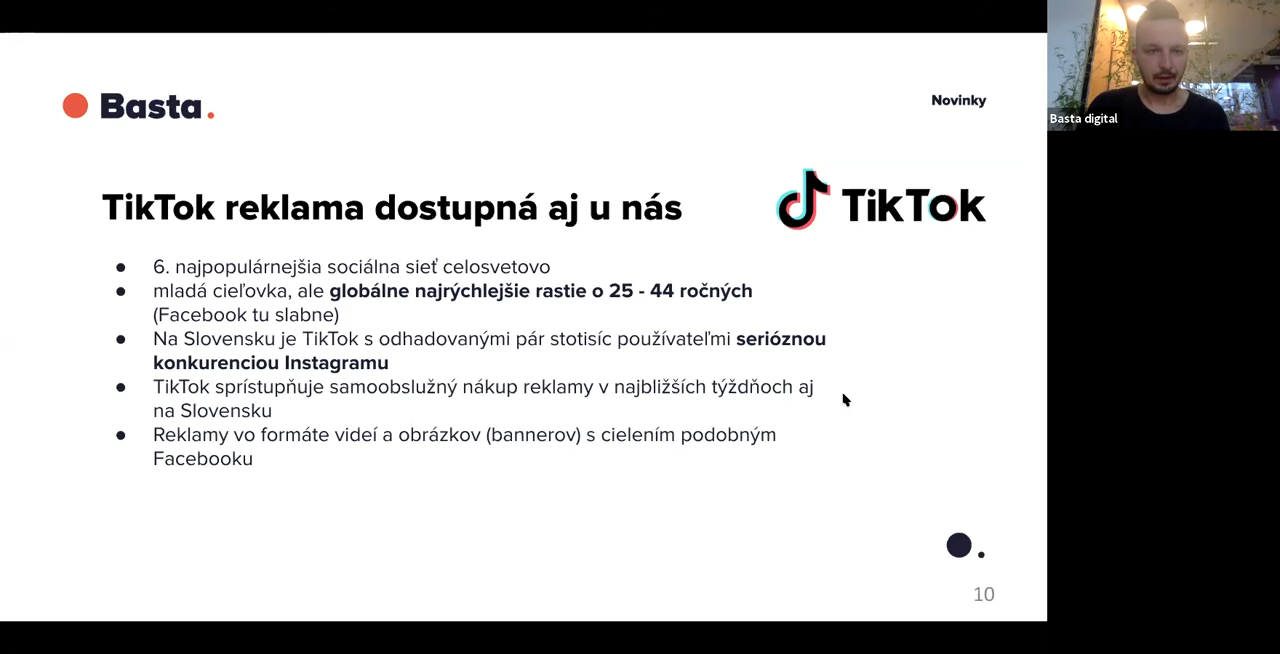 Basta.
Novinky
Basta digital
TikTok reklama dostupná aj u nás
TikTok
● 6. najpopulárnejšia sociálna sieť celosvetovo
● mladá cieľovka, ale globálne najrýchlejšie rastie o 25 - 44 ročných
(Facebook tu slabne)
● Na Slovensku je TikTok s odhadovanými pár stotisíc používateľmi serióznou
konkurenciou Instagramu
● TikTok sprístupňuje samoobslužný nákup reklamy v najbližších týždňoch aj
na Slovensku
● Reklamy vo formáte videí a obrázkov (bannerov) s cielením podobným
Facebooku
10